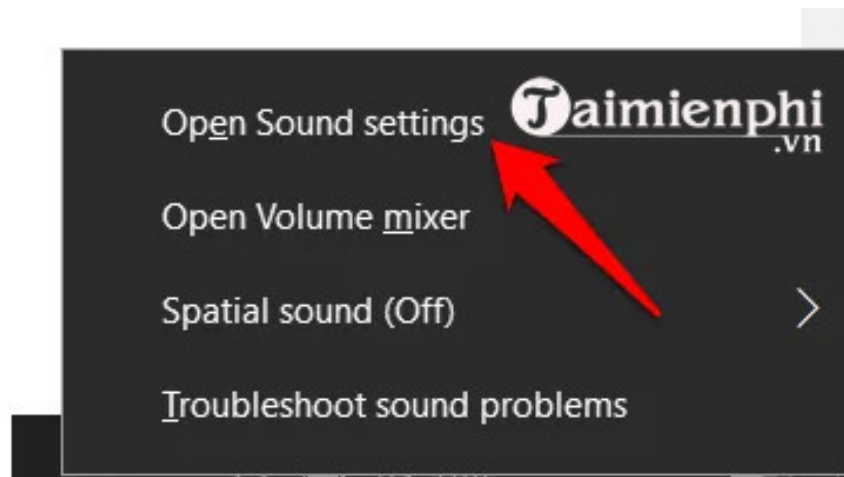 Open Sound settings
Taimienphi
.vn
Open Volume mixer
Spatial sound (Off)
Troubleshoot sound problems